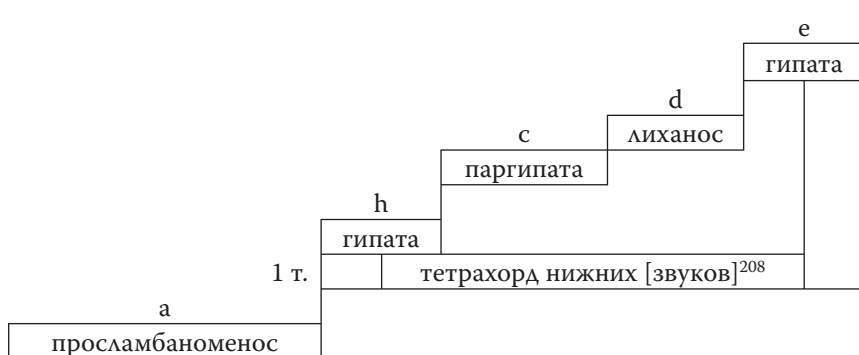 e
гипата
d
лиханос
c
паргипата
h
гипата
1 т. тетрахорд нижних [звуков]²⁰⁸
a
просламбаноменос